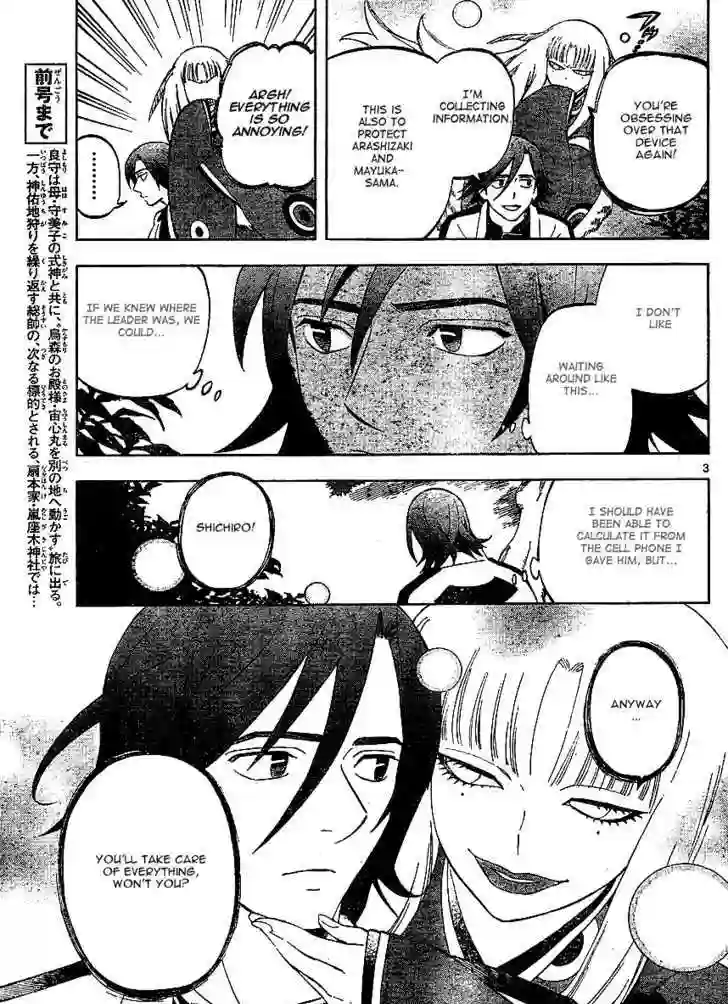 YOU'RE
OBSESSING
OVER THAT
DEVICE
AGAIN!
I'M
COLLECTING
INFORMATION.
THIS IS
ALSO TO
PROTECT
ARASHIZAKI
AND
MAYUKA-
SAMA.
ARGH!
EVERYTHING
IS SO
ANNOYING!
………
I DON'T
LIKE
WAITING
AROUND LIKE
THIS...
IF WE KNEW WHERE
THE LEADER WAS, WE
COULD...
3
I SHOULD HAVE
BEEN ABLE TO
CALCULATE IT FROM
THE CELL PHONE I
GAVE HIM, BUT...
SHICHIRO!
ANYWAY
...
YOU'LL TAKE CARE
OF EVERYTHING,
WON'T YOU?
前号まで
良守は母・守美子の式神と共に、“烏森のお殿様・宙心丸を別の地へ動かす”旅に出る。
一方、神佑地狩りを繰り返す総帥の、次なる標的とされる、扇本家・嵐座木神社では…